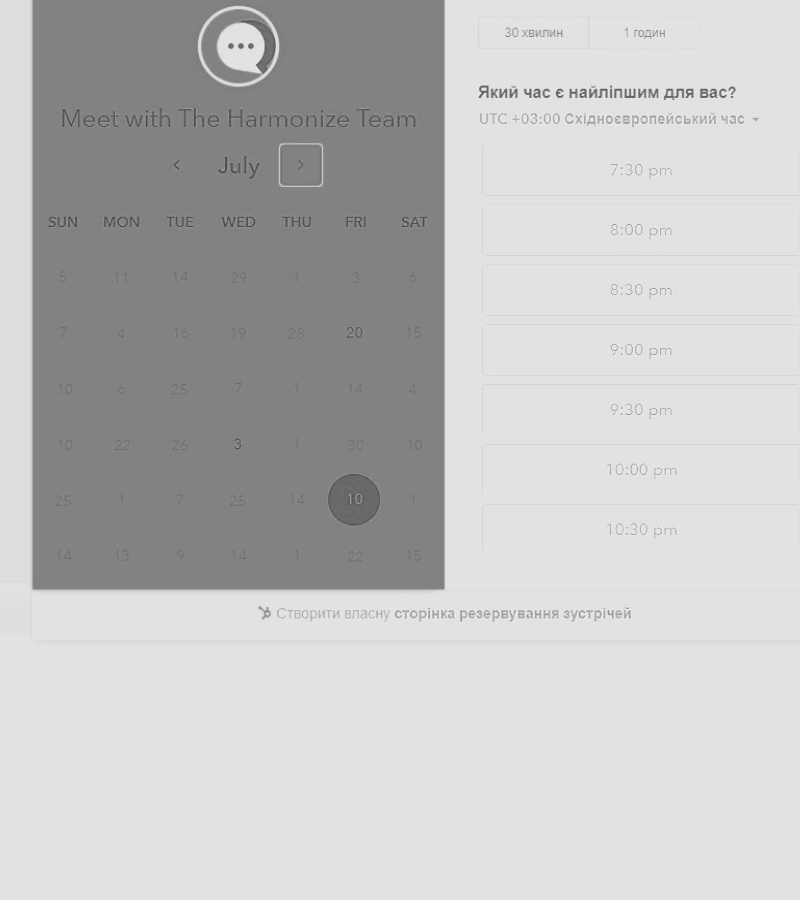 30 хвилин 1 годин
Який час є найліпшим для вас?
UTC +03:00 Східноєвропейський час
Meet with The Harmonize Team
July
SUN MON TUE WED THU FRI SAT
5 11 14 29 1 3 6
7 4 16 19 28 20 15
10 6 25 7 1 14 4
10 22 26 3 1 30 10
25 1 7 25 14 10 1
14 13 9 14 1 22 15
7:30 pm
8:00 pm
8:30 pm
9:00 pm
9:30 pm
10:00 pm
10:30 pm
Створити власну сторінка резервування зустрічей